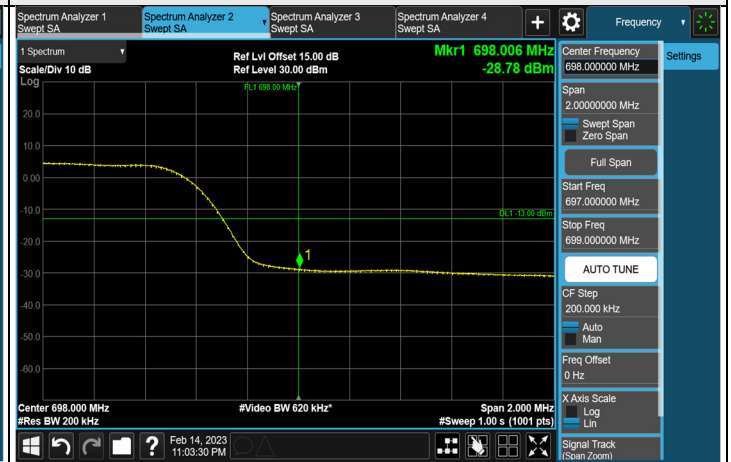 Spectrum Analyzer 1
Swept SA
Spectrum Analyzer 2
Swept SA
Spectrum Analyzer 3
Swept SA
Spectrum Analyzer 4
Swept SA
+
Frequency
1 Spectrum
Scale/Div 10 dB
Log
Ref Lvl Offset 15.00 dB
Ref Level 30.00 dBm
Mkr1 698.006 MHz
-28.78 dBm
FL1 698.00 MHz
20.0
10.0
0.00
-10.0
-20.0
-30.0
-40.0
-50.0
-60.0
DL1 -13.00 dBm
1
Center 698.000 MHz
#Res BW 200 kHz
#Video BW 620 kHz*
Span 2.000 MHz
#Sweep 1.00 s (1001 pts)
Center Frequency
698.000000 MHz
Settings
Span
2.00000000 MHz
Swept Span
Zero Span
Full Span
Start Freq
697.000000 MHz
Stop Freq
699.000000 MHz
AUTO TUNE
CF Step
200.000 kHz
Auto
Man
Freq Offset
0 Hz
X Axis Scale
Log
Lin
Signal Track
(Span Zoom)
?
Feb 14, 2023
11:03:30 PM